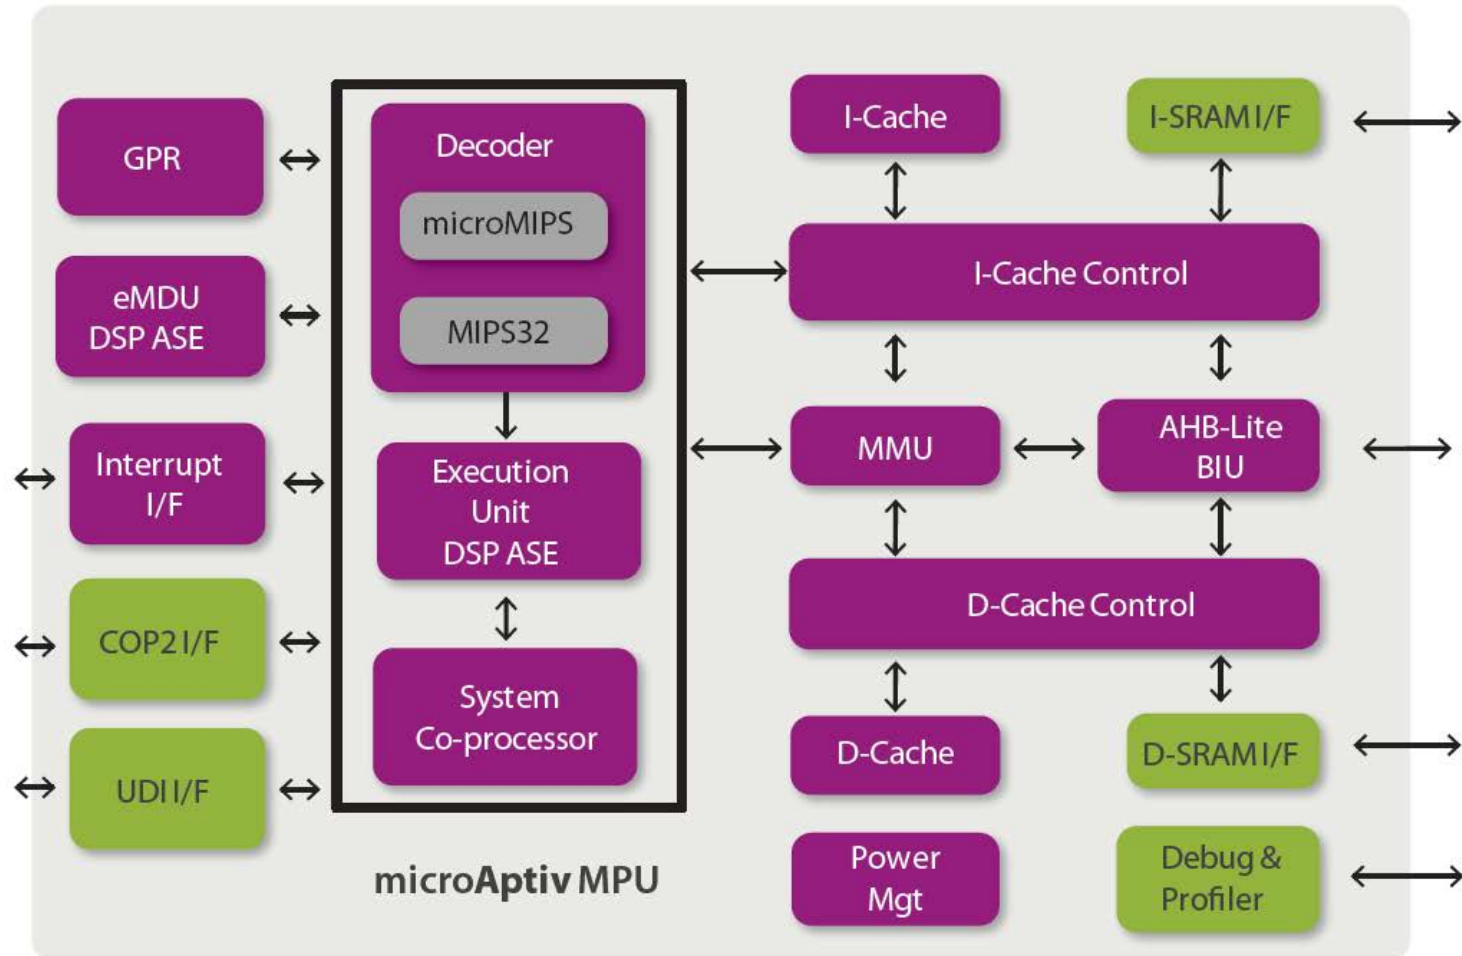 GPR
eMDU
DSP ASE
Interrupt
I/F
COP2 I/F
UDI I/F
Decoder
microMIPS
MIPS32
Execution
Unit
DSP ASE
System
Co-processor
microAptiv MPU
I-Cache
I-SRAM I/F
I-Cache Control
MMU
AHB-Lite
BIU
D-Cache Control
D-Cache
D-SRAM I/F
Power
Mgt
Debug &
Profiler